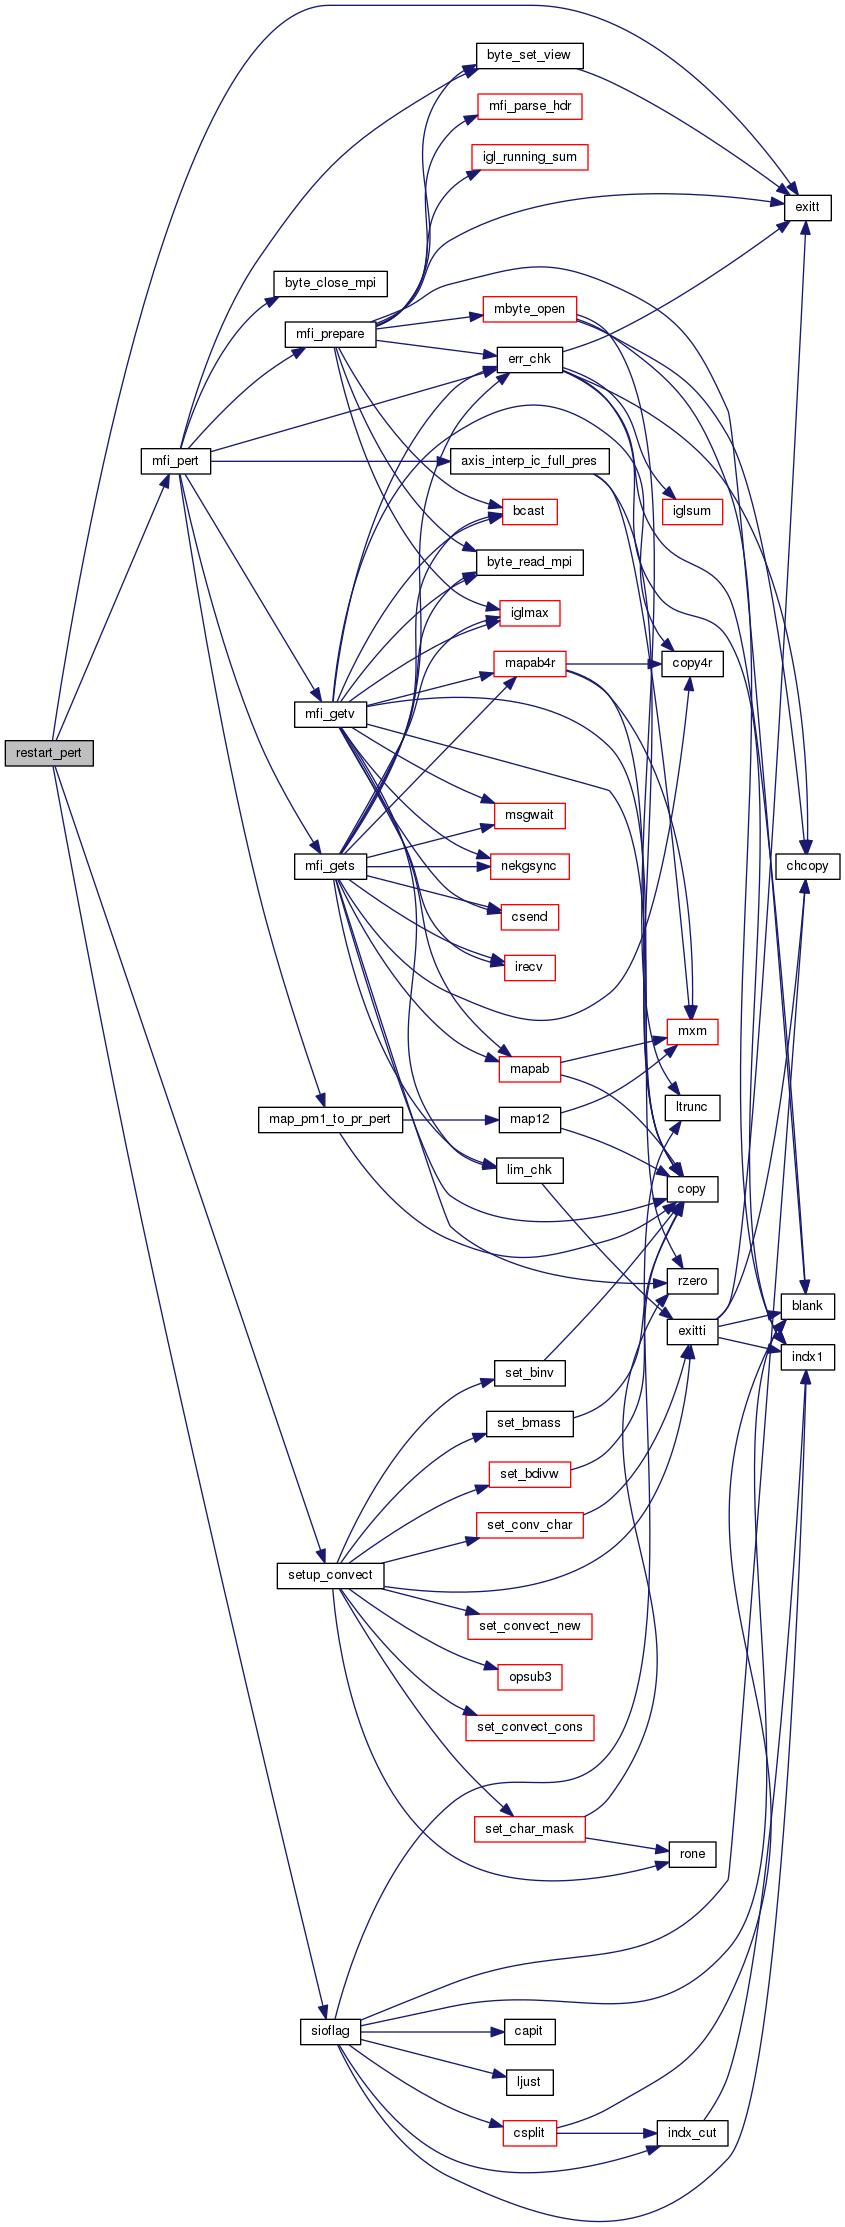 byte_set_view
mfi_parse_hdr
igl_running_sum
exitt
byte_close_mpi
mbyte_open
mfi_prepare
err_chk
mfi_pert
axis_interp_ic_full_pres
bcast
iglsum
byte_read_mpi
iglmax
mapab4r
copy4r
mfi_getv
restart_pert
msgwait
mfi_gets
nekgsync
chcopy
csend
irecv
mxm
mapab
ltrunc
map_pm1_to_pr_pert
map12
lim_chk
copy
rzero
blank
exitti
indx1
set_binv
set_bmass
set_bdivw
set_conv_char
setup_convect
set_convect_new
opsub3
set_convect_cons
set_char_mask
rone
sioflag
capit
ljust
csplit
indx_cut